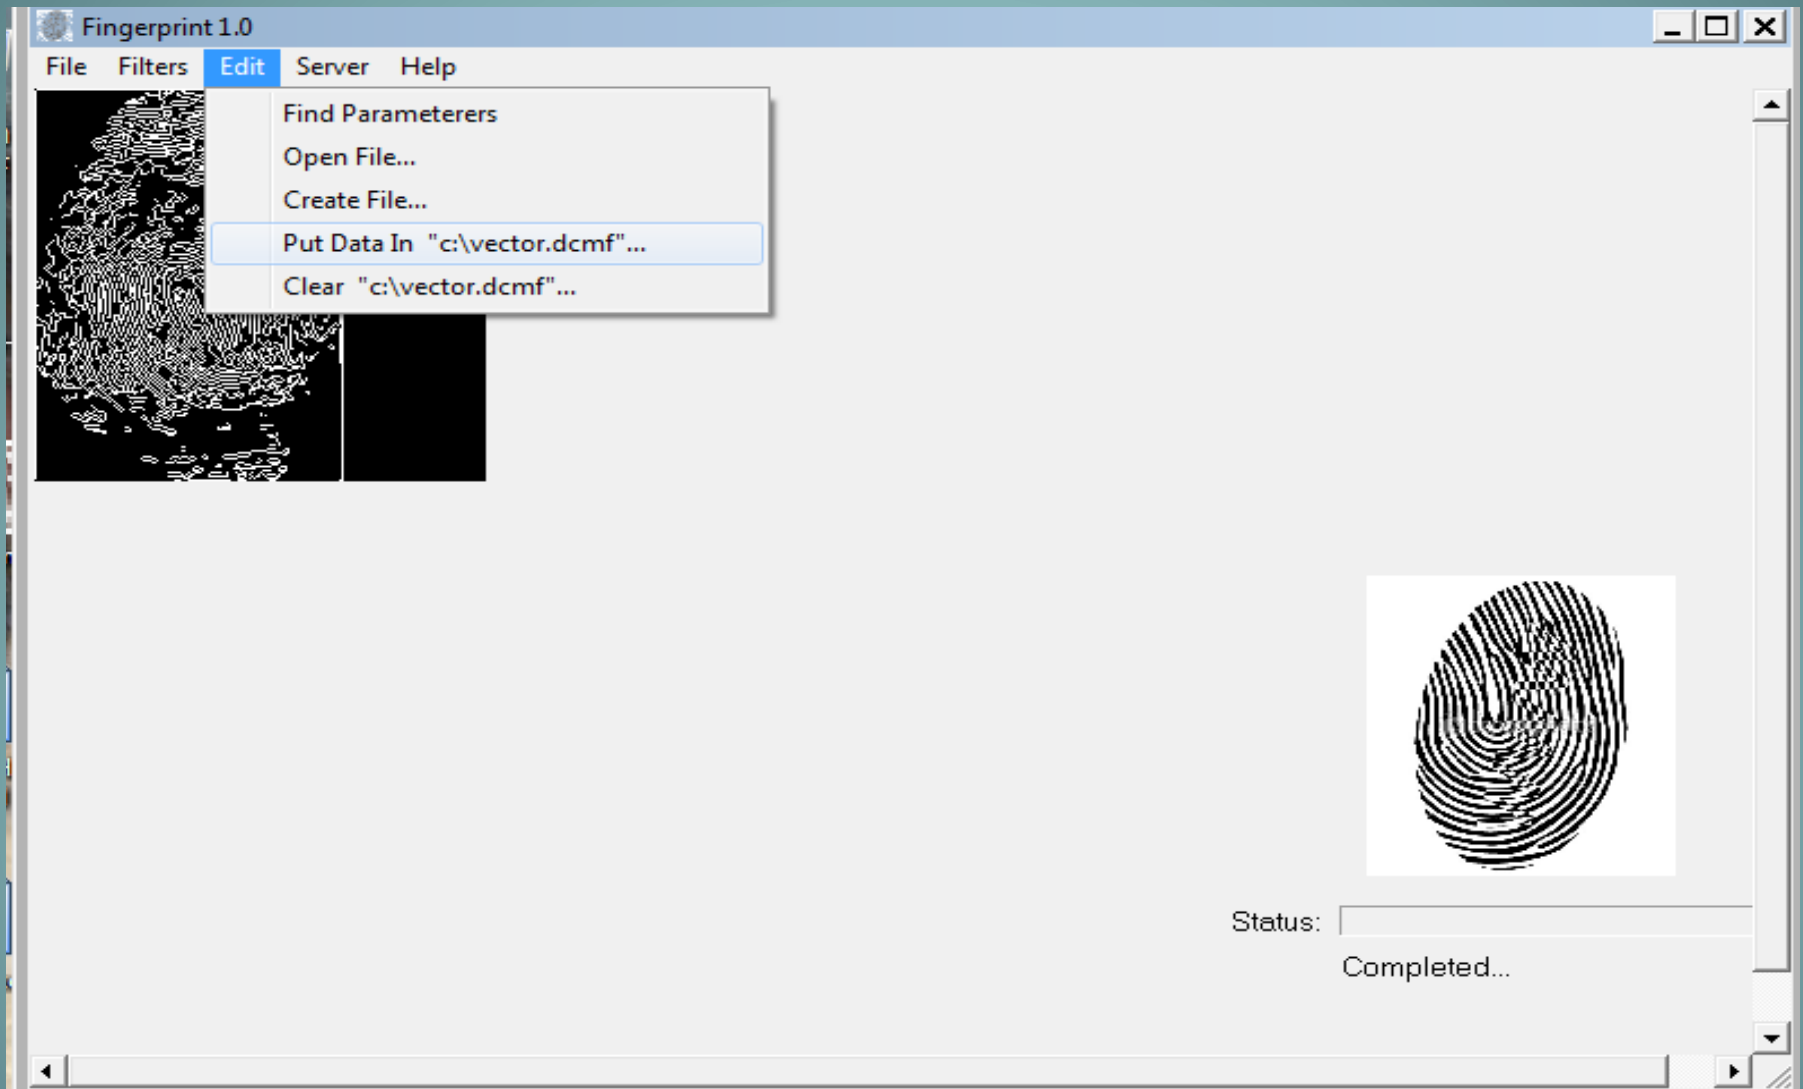 Fingerprint 1.0
File Filters Edit Server Help
Find Parameterers
Open File...
Create File...
Put Data In "c:\vector.dcmf"...
Clear "c:\vector.dcmf"...
Status:
Completed...